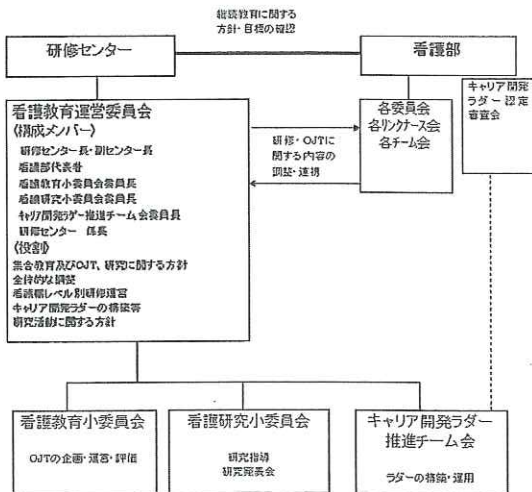 継続教育に関する
方針・目標の確認
研修センター
看護部
キャリア開発
ラダー認定
審査会
看護教育運営委員会
《構成メンバー》
研修センター長・副センター長
看護部代表者
看護教育小委員会委員長
看護研究小委員会委員長
キャリア開発ラダー推進チーム会委員長
研修センター 係長
《役割》
集合教育及びOJT、研究に関する方針
全体的な調整
看護職レベル別研修運営
キャリア開発ラダーの構築等
研究活動に関する方針
研修・OJTに
関する内容の
調整・連携
各委員会
各リンクナース会
各チーム会
看護教育小委員会
OJTの企画・運営・評価
看護研究小委員会
研究指導
研究発表会
キャリア開発ラダー
推進チーム会
ラダーの構築・運用